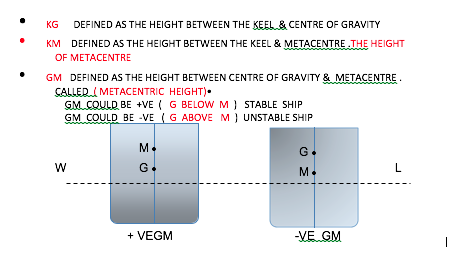 • KG DEFINED AS THE HEIGHT BETWEEN THE KEEL & CENTRE OF GRAVITY
• KM DEFINED AS THE HEIGHT BETWEEN THE KEEL & METACENTRE .THE HEIGHT
OF METACENTRE
• GM DEFINED AS THE HEIGHT BETWEEN CENTRE OF GRAVITY & METACENTRE .
CALLED ( METACENTRIC HEIGHT)•
GM COULD BE +VE ( G BELOW M ) STABLE SHIP
GM COULD BE -VE ( G ABOVE M ) UNSTABLE SHIP
M
G
W
G
M
L
+ VEGM
-VE GM